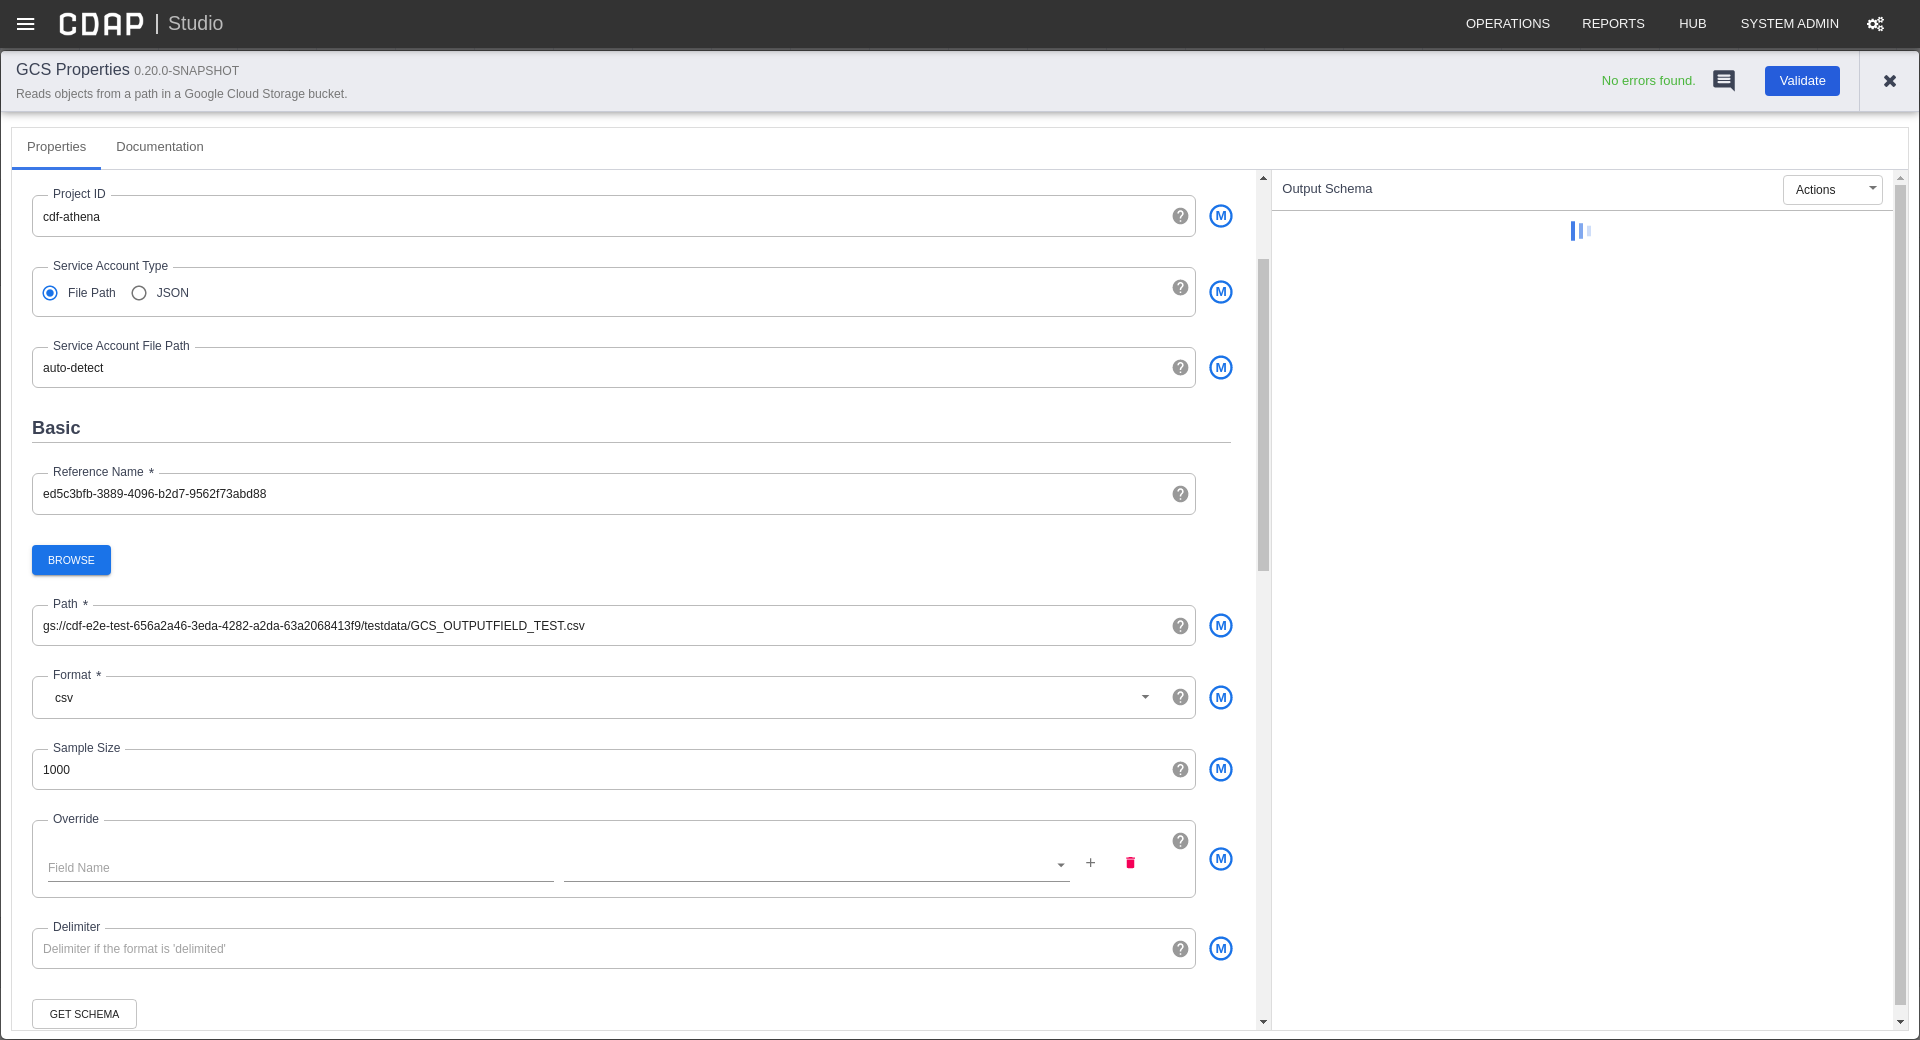 CDAP | Studio
OPERATIONS REPORTS HUB SYSTEM ADMIN
GCS Properties 0.20.0-SNAPSHOT
Reads objects from a path in a Google Cloud Storage bucket.
No errors found.
Validate
Properties Documentation
Project ID
cdf-athena
M
Service Account Type
File Path JSON
M
Service Account File Path
auto-detect
M
Basic
Reference Name *
ed5c3bfb-3889-4096-b2d7-9562f73abd88
BROWSE
Path *
gs://cdf-e2e-test-656a2a46-3eda-4282-a2da-63a2068413f9/testdata/GCS_OUTPUTFIELD_TEST.csv
M
Format *
csv
M
Sample Size
1000
M
Override
Field Name
M
Delimiter
Delimiter if the format is 'delimited'
M
GET SCHEMA
Output Schema
Actions